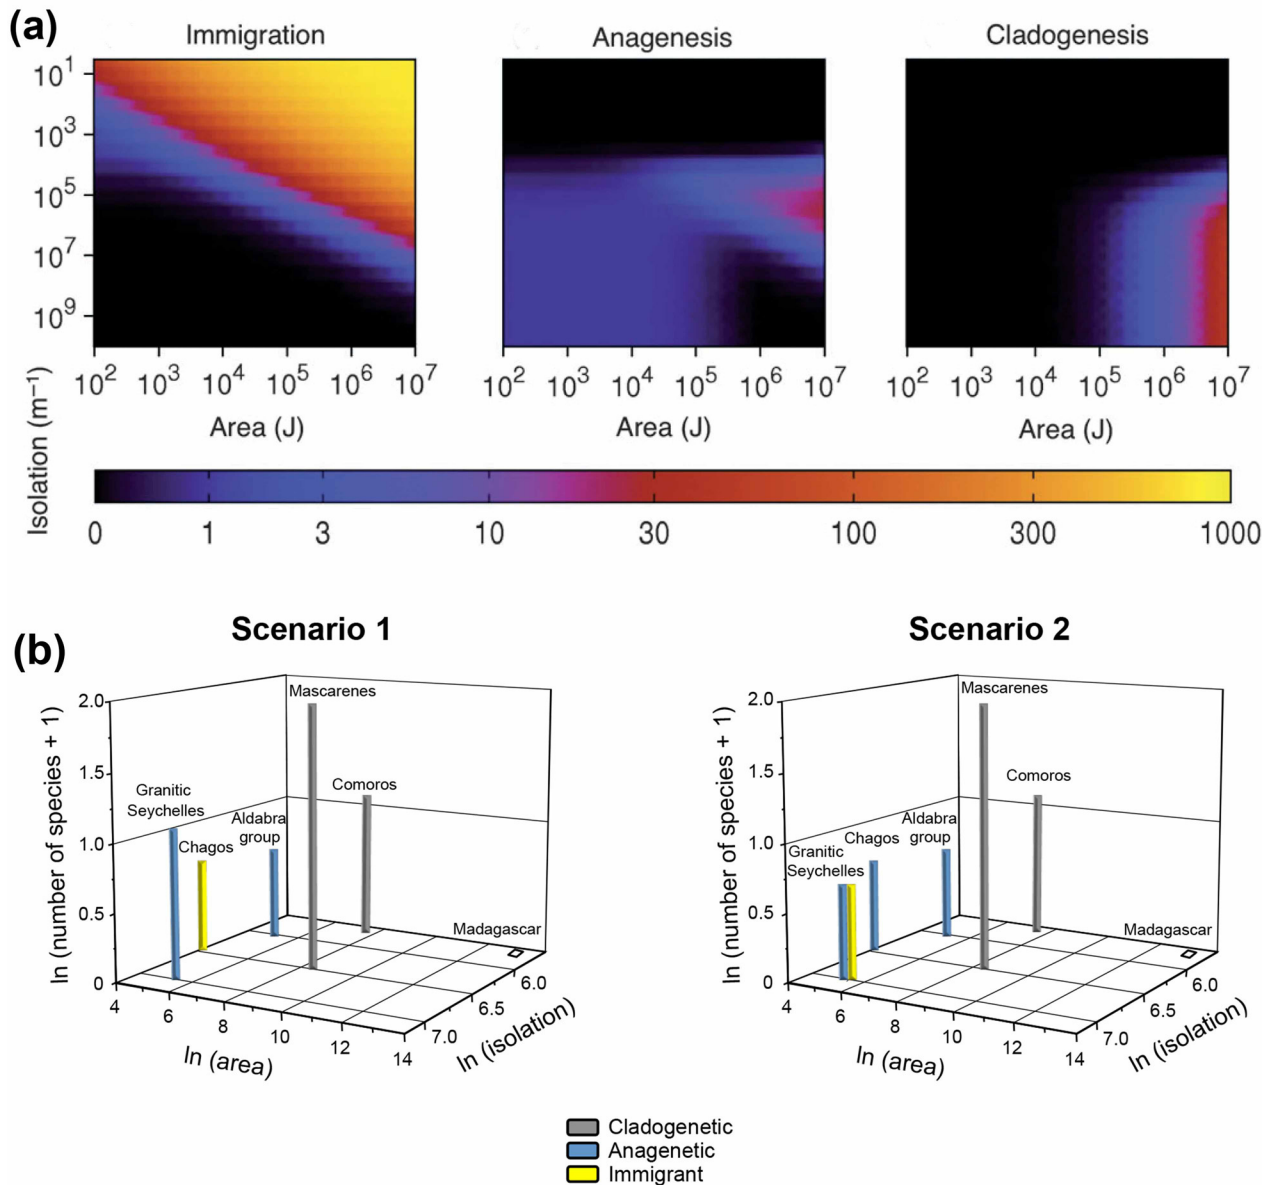 (a)
Immigration
Anagenesis
Cladogenesis
10¹
10³
10⁵
10⁷
10⁹
10² 10³ 10⁴ 10⁵ 10⁶ 10⁷
10² 10³ 10⁴ 10⁵ 10⁶ 10⁷
10² 10³ 10⁴ 10⁵ 10⁶ 10⁷
Isolation (m⁻¹)
Area (J)
Area (J)
Area (J)
0 1 3 10 30 100 300 1000
(b)
Scenario 1
ln (number of species + 1)
2.0
1.5
1.0
0.5
0
Mascarenes
Comoros
Granitic
Seychelles
Aldabra
group
Chagos
Madagascar
4 6 8 10 12 14
ln (area)
7.0 6.5 6.0
ln (isolation)
Scenario 2
ln (number of species + 1)
2.0
1.5
1.0
0.5
0
Mascarenes
Comoros
Aldabra
group
Chagos
Granitic
Seychelles
Madagascar
4 6 8 10 12 14
ln (area)
7.0 6.5 6.0
ln (isolation)
Cladogenetic
Anagenetic
Immigrant